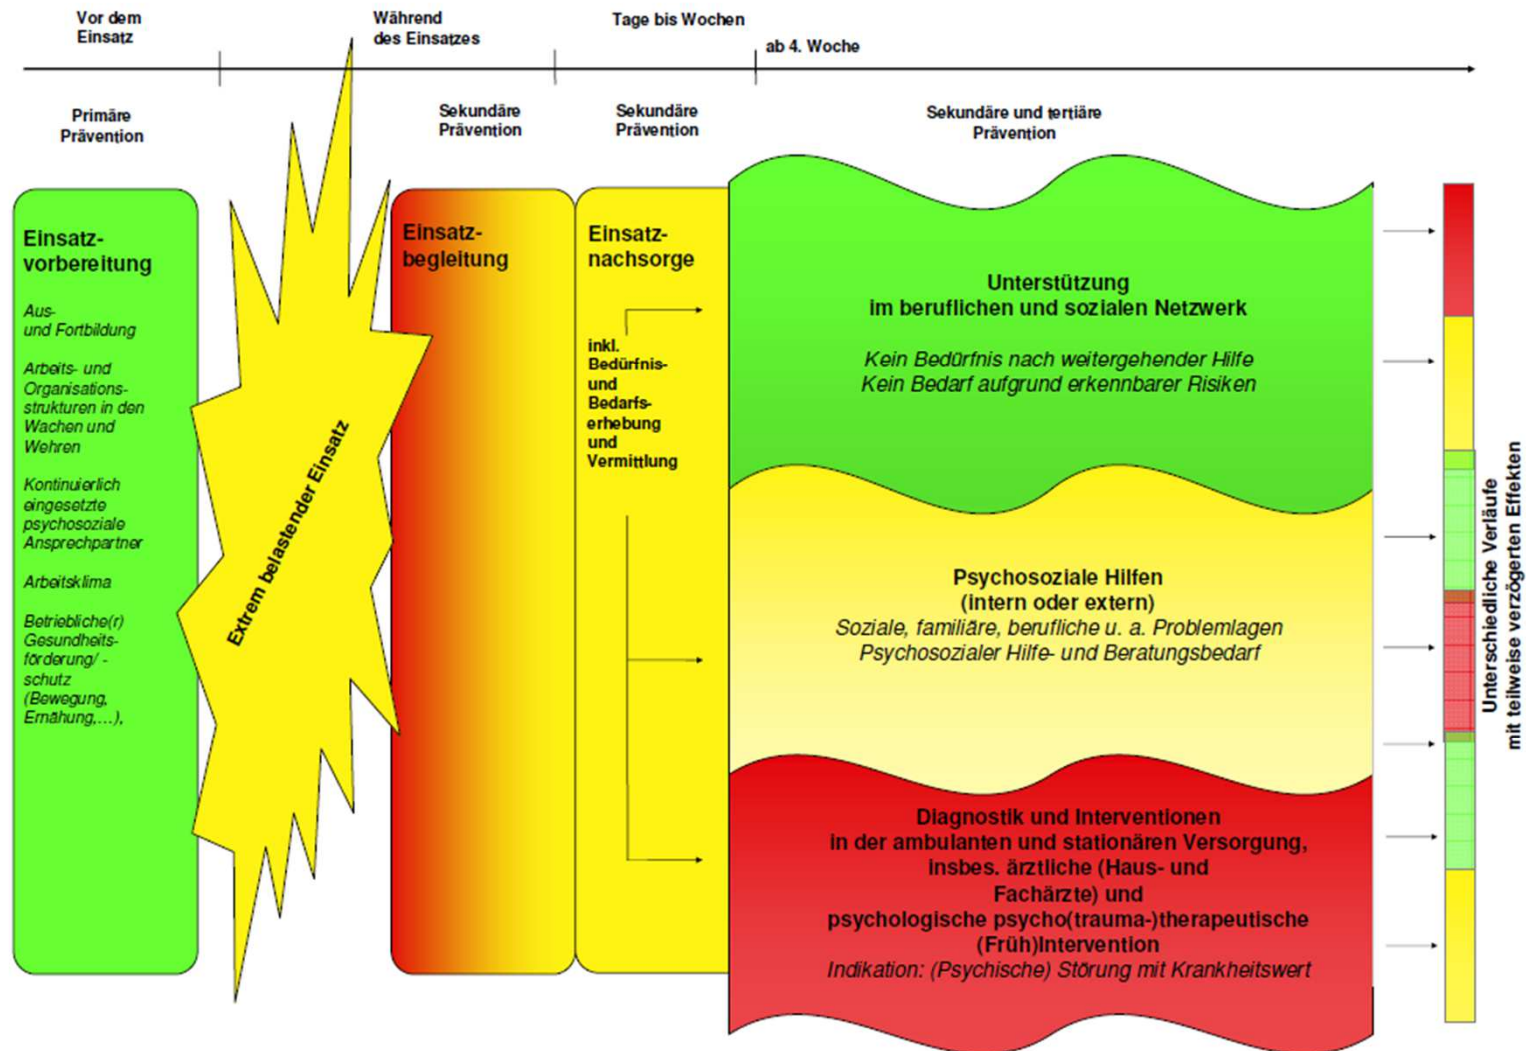 Vor dem
Einsatz
Während
des Einsatzes
Tage bis Wochen
ab 4. Woche
Primäre
Prävention
Sekundäre
Prävention
Sekundäre
Prävention
Sekundäre und tertiäre
Prävention
Einsatz-
vorbereitung
Aus-
und Fortbildung
Arbeits- und
Organisations-
strukturen in den
Wachen und
Wehren
Kontinuierlich
eingesetzte
psychosoziale
Ansprechpartner
Arbeitsklima
Betriebliche(r)
Gesundheits-
förderung/ -
schutz
(Bewegung,
Ernährung,...),
Extrem belastender Einsatz
Einsatz-
begleitung
Einsatz-
nachsorge
inkl.
Bedürfnis-
und
Bedarfs-
erhebung
und
Vermittlung
Unterstützung
im beruflichen und sozialen Netzwerk
Kein Bedürfnis nach weitergehender Hilfe
Kein Bedarf aufgrund erkennbarer Risiken
Psychosoziale Hilfen
(intern oder extern)
Soziale, familiäre, berufliche u. a. Problemlagen
Psychosozialer Hilfe- und Beratungsbedarf
Diagnostik und Interventionen
in der ambulanten und stationären Versorgung,
insbes. ärztliche (Haus- und
Fachärzte) und
psychologische psycho(trauma-)therapeutische
(Früh)Intervention
Indikation: (Psychische) Störung mit Krankheitswert
Unterschiedliche Verläufe
mit teilweise verzögerten Effekten